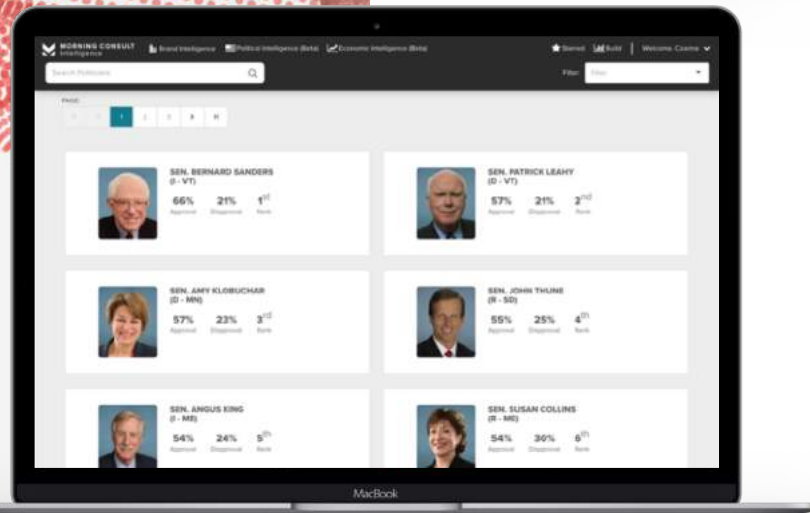 MORNING CONSULT
Intelligence
Brand Intelligence
Political Intelligence (Beta)
Economic Intelligence (Beta)
Starred
Build
Welcome, Czerne
Search Politicians
Filter:
Filter
PAGE:
1 2 3
SEN. BERNARD SANDERS
(I - VT)
66% 21% 1st
Approval Disapproval Rank
SEN. PATRICK LEAHY
(D - VT)
57% 21% 2nd
Approval Disapproval Rank
SEN. AMY KLOBUCHAR
(D - MN)
57% 23% 3rd
Approval Disapproval Rank
SEN. JOHN THUNE
(R - SD)
55% 25% 4th
Approval Disapproval Rank
SEN. ANGUS KING
(I - ME)
54% 24% 5th
Approval Disapproval Rank
SEN. SUSAN COLLINS
(R - ME)
54% 30% 6th
Approval Disapproval Rank
MacBook